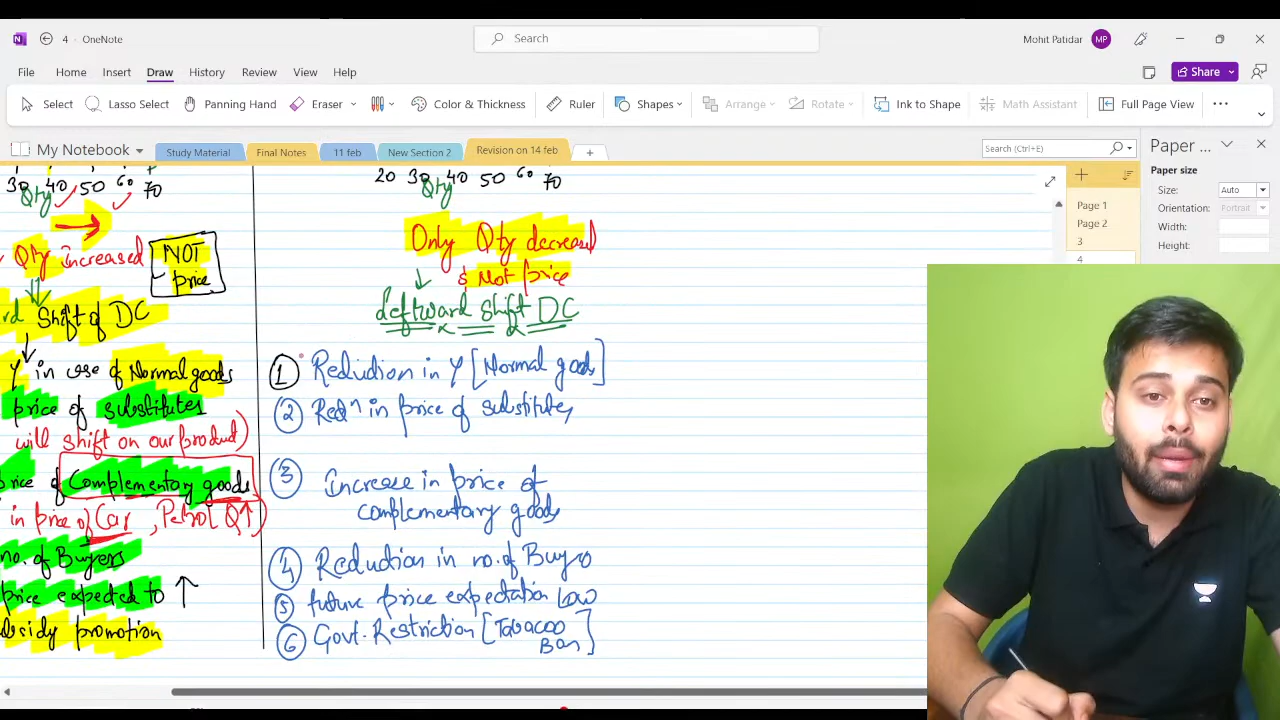 4 - OneNote
Search
Mohit Patidar MP
File Home Insert Draw History Review View Help
Share
Select Lasso Select Panning Hand Eraser Color & Thickness Ruler Shapes Arrange Rotate Ink to Shape Math Assistant Full Page View
My Notebook Study Material Final Notes 11 feb New Section 2 Revision on 14 feb
Search (Ctrl+E)
Paper ...
Paper size
Size: Auto
Orientation: Portrait
Width:
Height:
Page 1
Page 2
3
4
30 40 50 60 70
Qty
Qty increased
NOT
price
Shift of DC
Y in case of Normal goods
price of substitutes
will shift on our product)
price of Complementary goods
in price of Car, Petrol Q↑)
no. of Buyers
price expected to ↑
subsidy promotion
20 30 40 50 60 70
Qty
Only Qty decreased
& Not price
Leftward shift DC
1 Reduction in Y [Normal goods]
2 Redn in price of substitutes
3 Increase in price of
complementary goods
4 Reduction in no. of Buyers
5 future price expectation Low
6 Govt. Restriction [Tobacoo
Ban]